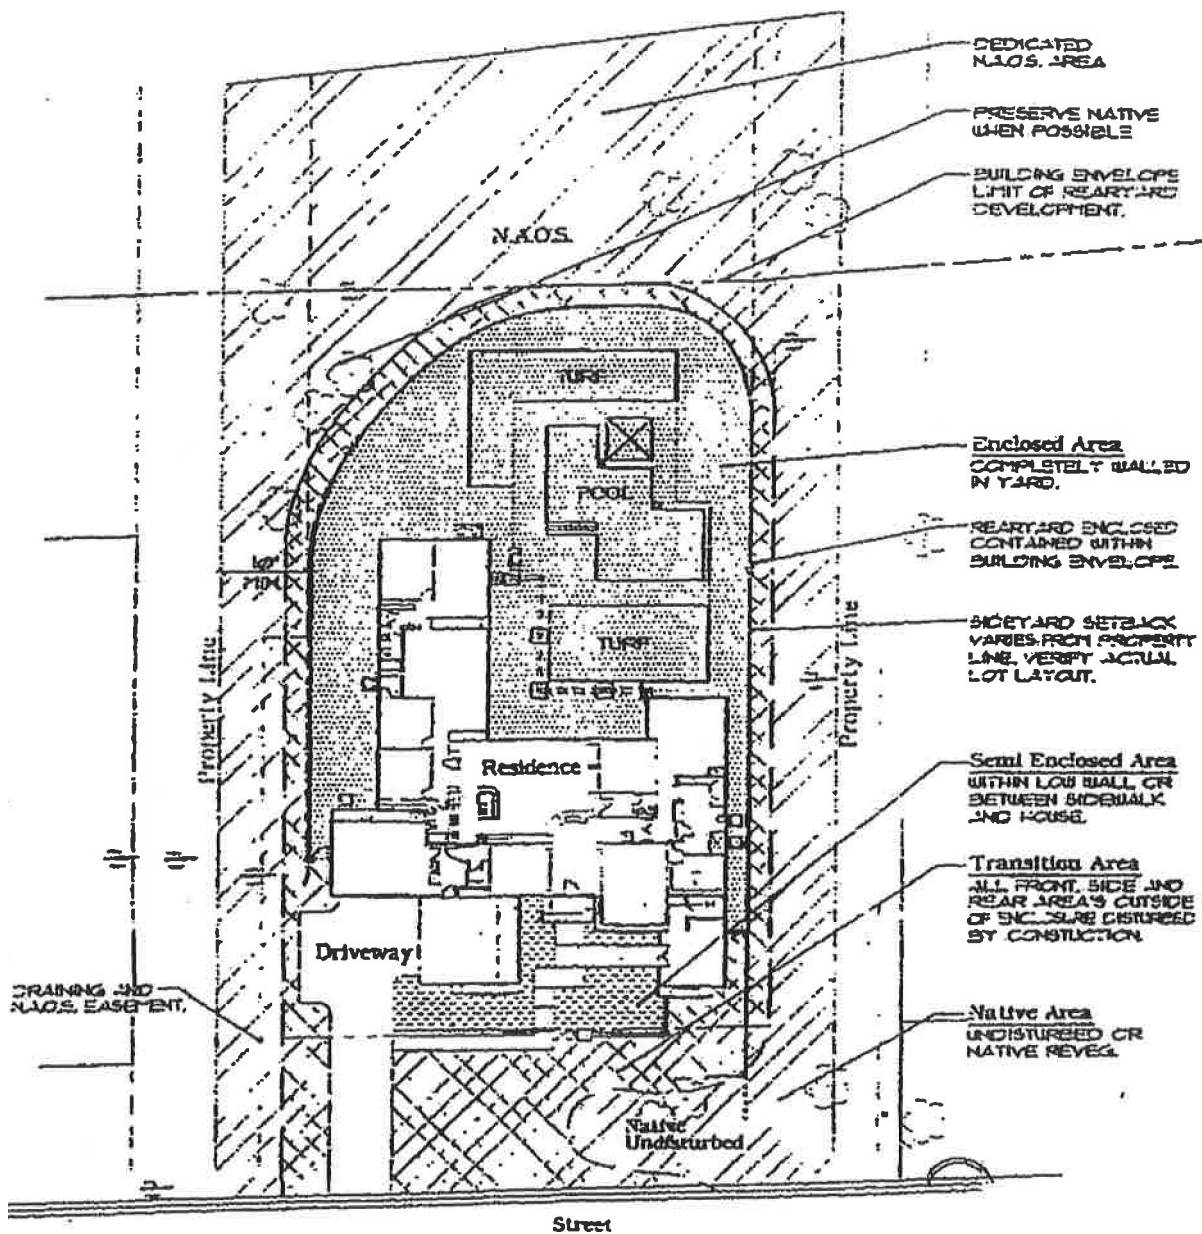 DEDICATED
N.A.O.S. AREA
PRESERVE NATIVE
WHEN POSSIBLE
BUILDING ENVELOPE
LIMIT OF REARYARD
DEVELOPMENT.
N.A.O.S.
TURF
POOL
Enclosed Area
COMPLETELY WALLED
IN YARD.
REARYARD ENCLOSED
CONTAINED WITHIN
BUILDING ENVELOPE
TURF
SIDEYARD SETBACK
VARIES FROM PROPERTY
LINE. VERIFY ACTUAL
LOT LAYOUT.
Property Line
Property Line
Residence
Semi Enclosed Area
WITHIN LOW WALL OR
BETWEEN SIDEWALK
AND HOUSE.
Transition Area
ALL FRONT, SIDE AND
REAR AREA'S OUTSIDE
OF ENCLOSURE DISTURBED
BY CONSTUCTION.
Driveway
DRAINING AND
N.A.O.S. EASEMENT.
Native Area
UNDISTURBED OR
NATIVE REVEG.
Native
Undisturbed
Street